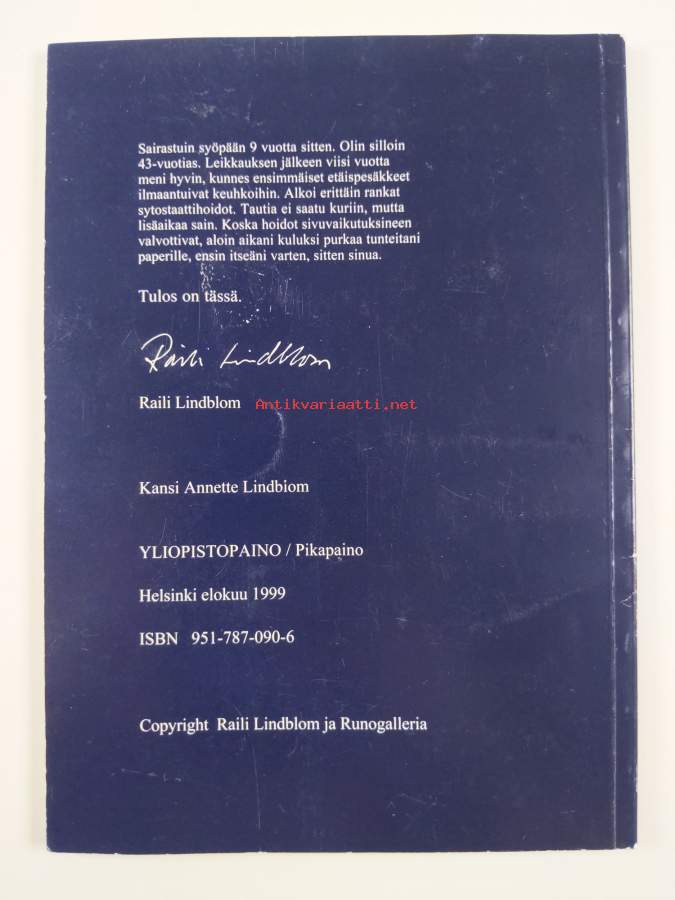 Sairastuin syöpään 9 vuotta sitten. Olin silloin
43-vuotias. Leikkauksen jälkeen viisi vuotta
meni hyvin, kunnes ensimmäiset etäispesäkkeet
ilmaantuivat keuhkoihin. Alkoi erittäin rankat
sytostaattihoidot. Tautia ei saatu kuriin, mutta
lisäaikaa sain. Koska hoidot sivuvaikutuksineen
valvottivat, aloin aikani kuluksi purkaa tunteitani
paperille, ensin itseäni varten, sitten sinua.
Tulos on tässä.
Raili Lindblom
Raili Lindblom Antikvariaatti.net
Kansi Annette Lindbiom
YLIOPISTOPAINO / Pikapaino
Helsinki elokuu 1999
ISBN 951-787-090-6
Copyright Raili Lindblom ja Runogalleria